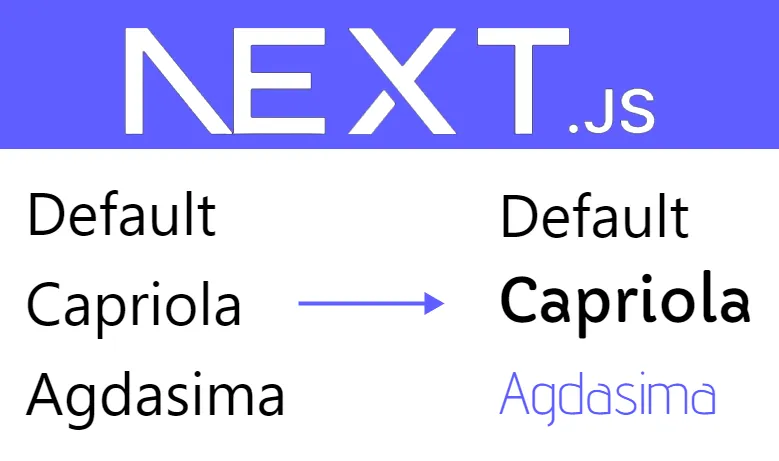 NEXT.JS
Default
Capriola
Agdasima
Default
Capriola
Agdasima